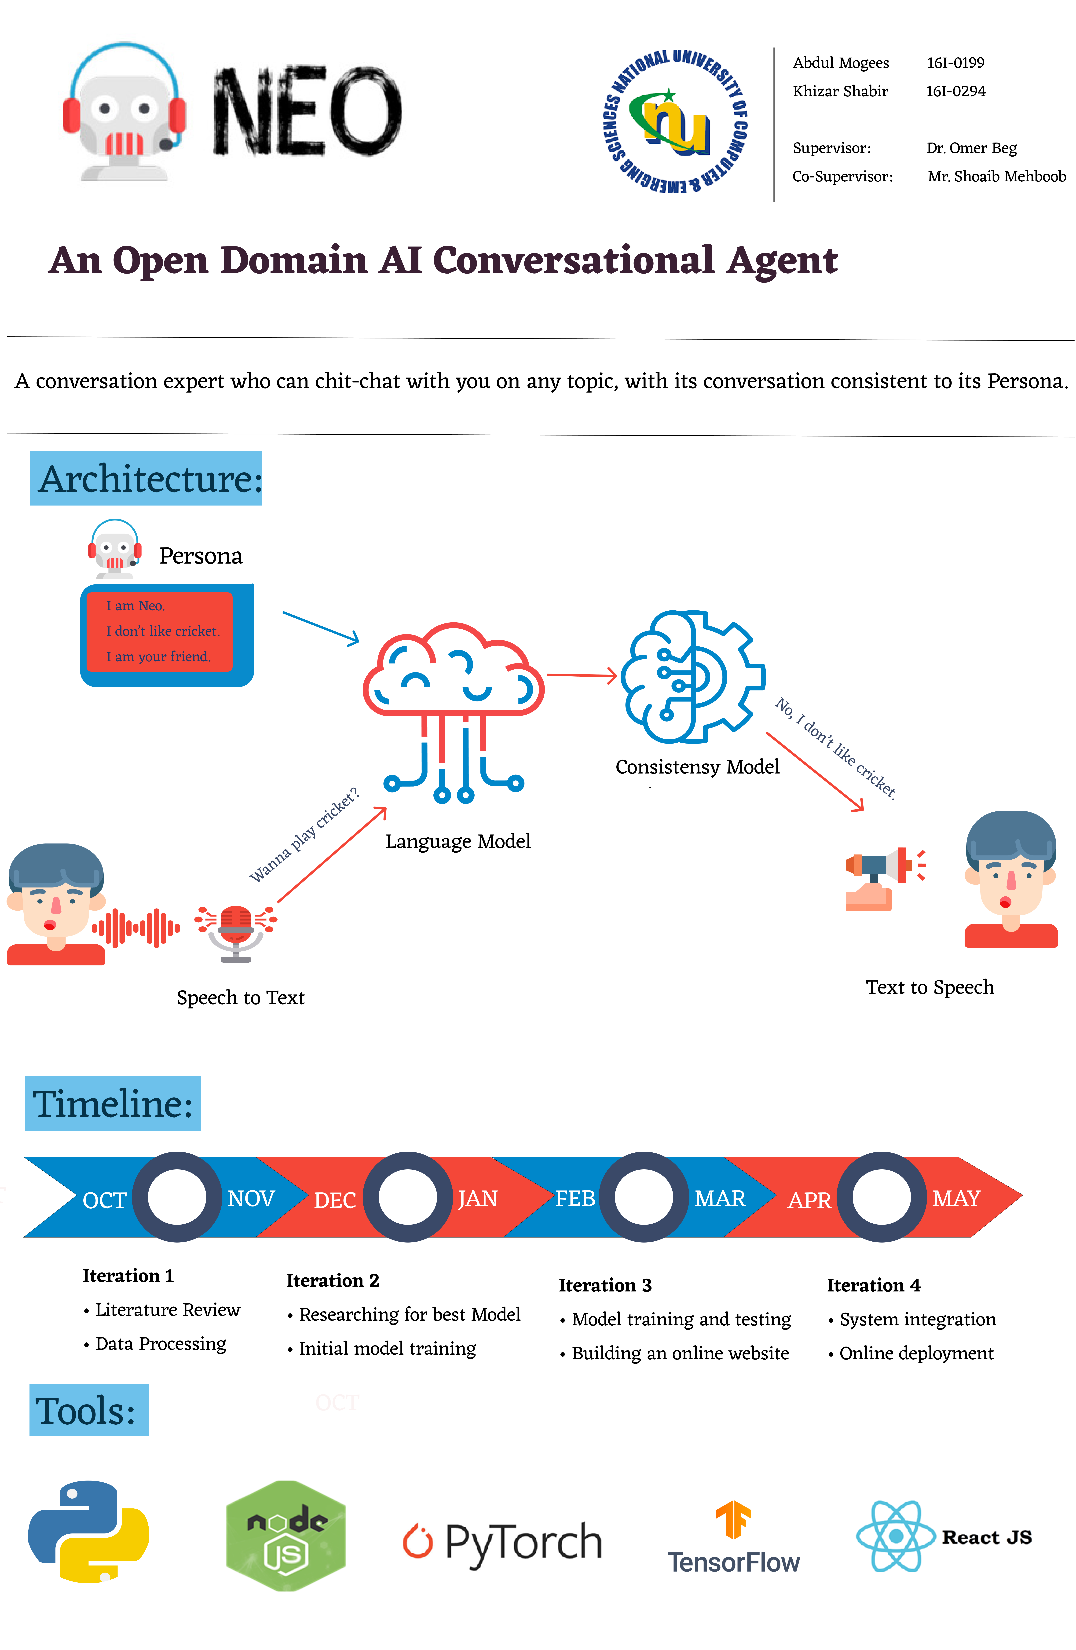 NEO
NATIONAL UNIVERSITY OF COMPUTER & EMERGING SCIENCES
nu
Abdul Mogees 16I-0199
Khizar Shabir 16I-0294
Supervisor: Dr. Omer Beg
Co-Supervisor: Mr. Shoaib Mehboob
An Open Domain AI Conversational Agent
A conversation expert who can chit-chat with you on any topic, with its conversation consistent to its Persona.
Architecture:
Persona
I am Neo.
I don't like cricket.
I am your friend.
Language Model
Consistensy Model
No, I don't like cricket.
Wanna play cricket?
Speech to Text
Text to Speech
Timeline:
OCT NOV DEC JAN FEB MAR APR MAY
Iteration 1
• Literature Review
• Data Processing
Iteration 2
• Researching for best Model
• Initial model training
Iteration 3
• Model training and testing
• Building an online website
Iteration 4
• System integration
• Online deployment
OCT
Tools:
node
JS
PyTorch
TensorFlow
React JS